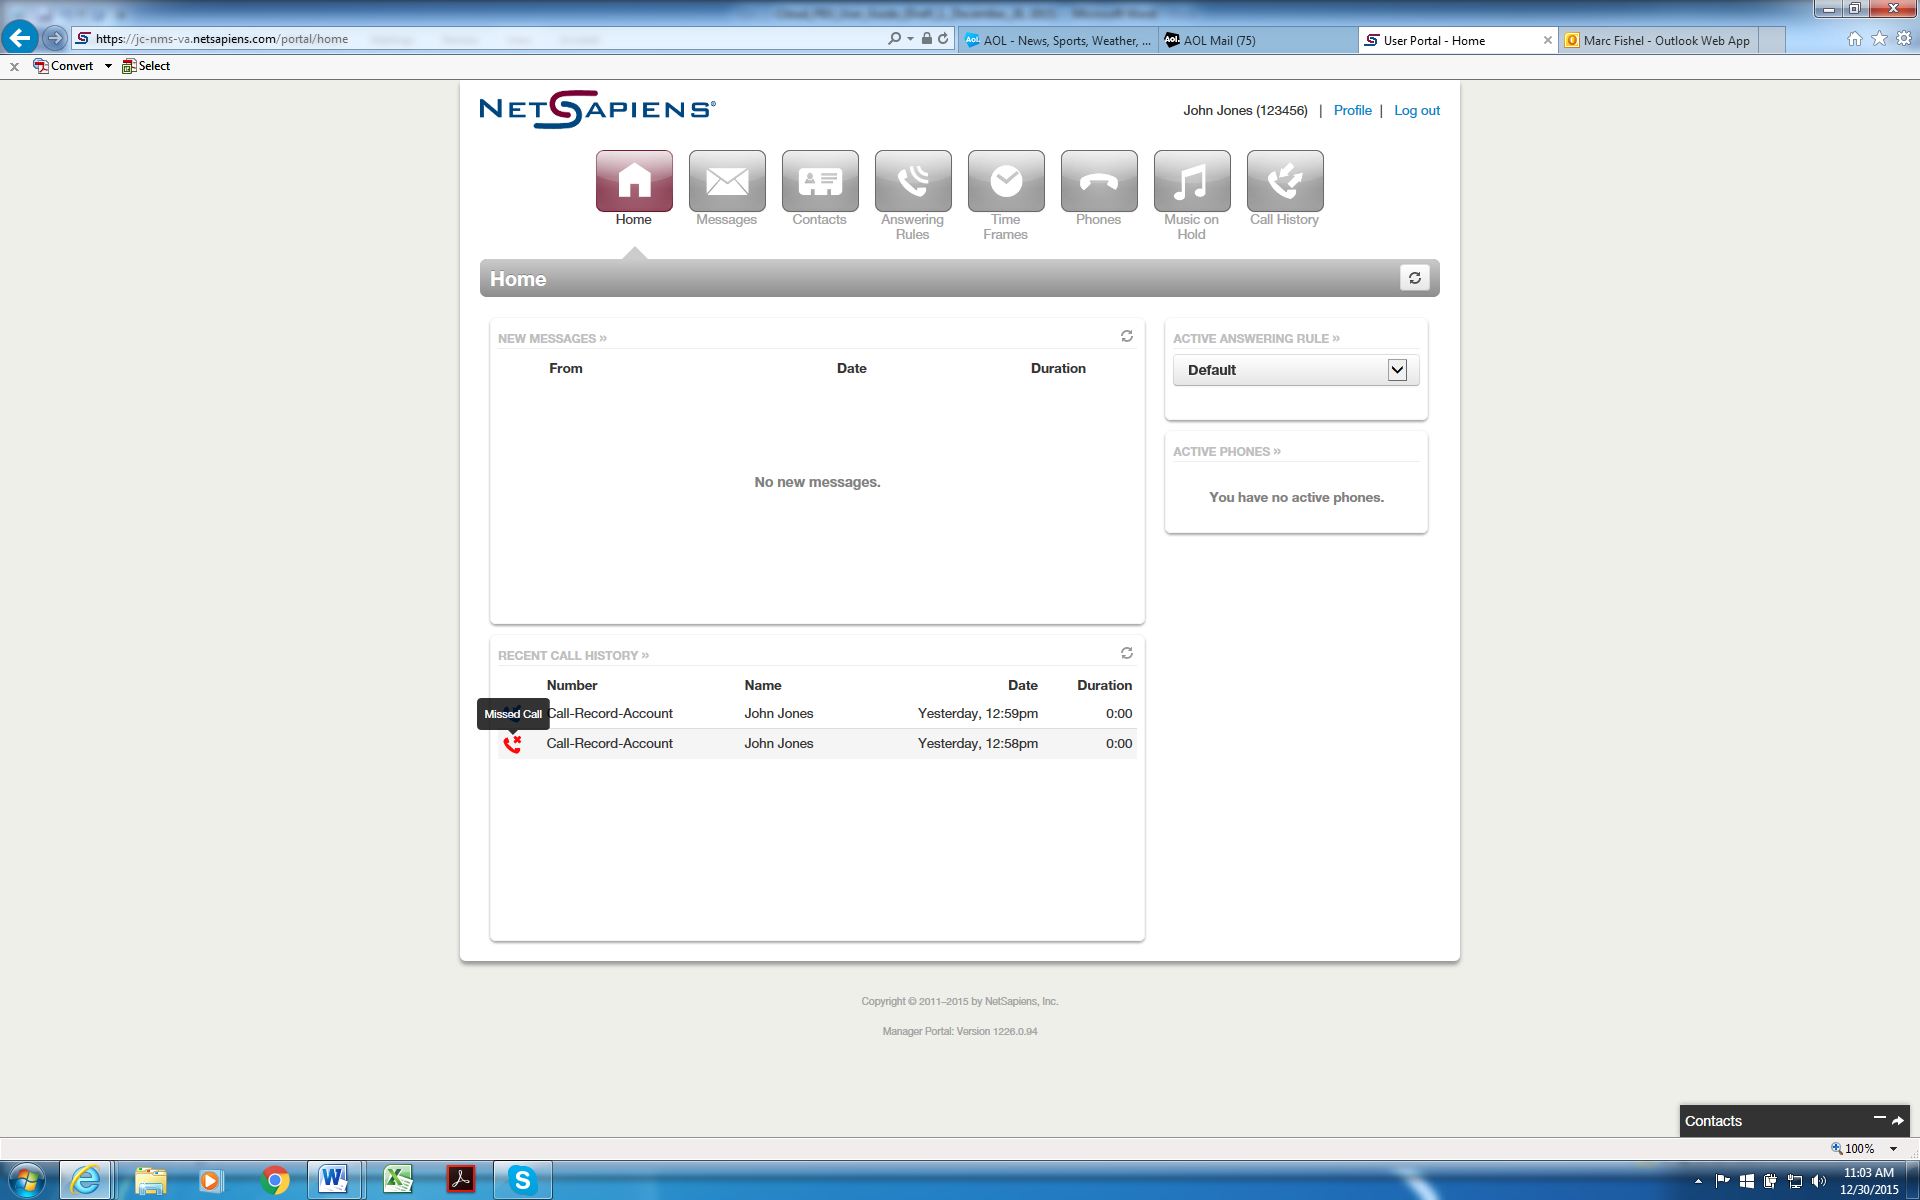 https://jc-nms-va.netsapiens.com/portal/home
AOL - News, Sports, Weather, ...
AOL Mail (75)
User Portal - Home
Marc Fishel - Outlook Web App
x Convert Select
NETSAPIENS®
John Jones (123456) | Profile | Log out
Home
Messages
Contacts
Answering Rules
Time Frames
Phones
Music on Hold
Call History
Home
NEW MESSAGES »
From Date Duration
No new messages.
ACTIVE ANSWERING RULE »
Default
ACTIVE PHONES »
You have no active phones.
RECENT CALL HISTORY »
Number Name Date Duration
Missed Call
Call-Record-Account John Jones Yesterday, 12:59pm 0:00
Call-Record-Account John Jones Yesterday, 12:58pm 0:00
Copyright © 2011–2015 by NetSapiens, Inc.
Manager Portal: Version 1226.0.94
Contacts
100%
11:03 AM
12/30/2015